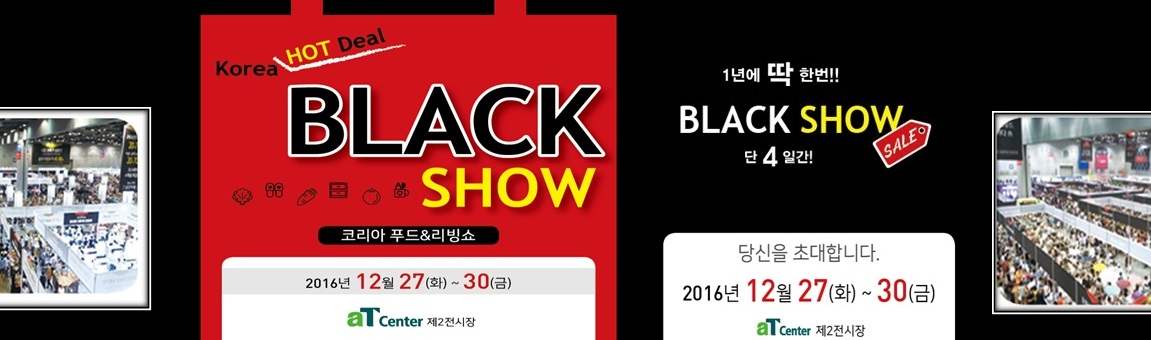 Korea HOT Deal
BLACK
SHOW
코리아 푸드&리빙쇼
2016년 12월 27(화) ~ 30(금)
aT Center 제2전시장
1년에 딱 한번!!
BLACK SHOW
SALE
단 4 일간!
당신을 초대합니다.
2016년 12월 27(화) ~ 30(금)
aT Center 제2전시장